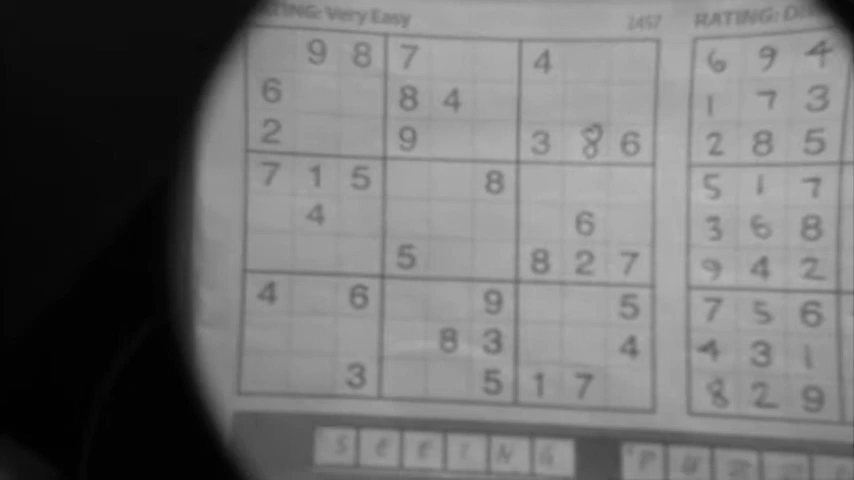 RATING: Very Easy 2457
RATING: D
9 8 7 4
6 8 4
2 9 3 8 6
7 1 5 8
4 6
5 8 2 7
4 6 9 5
8 3 4
3 5 1 7
6 9 4
1 7 3
2 8 5
5 1 7
3 6 8
9 4 2
7 5 6
4 3 1
8 2 9
S E E I N G